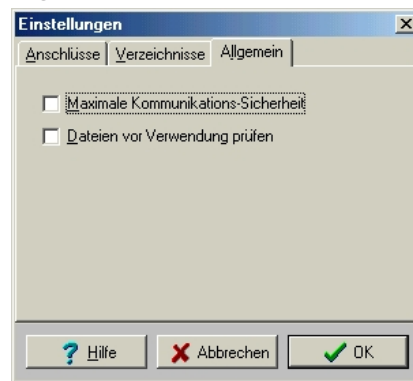 Einstellungen
Anschlüsse Verzeichnisse Allgemein
Maximale Kommunikations-Sicherheit
Dateien vor Verwendung prüfen
? Hilfe Abbrechen OK